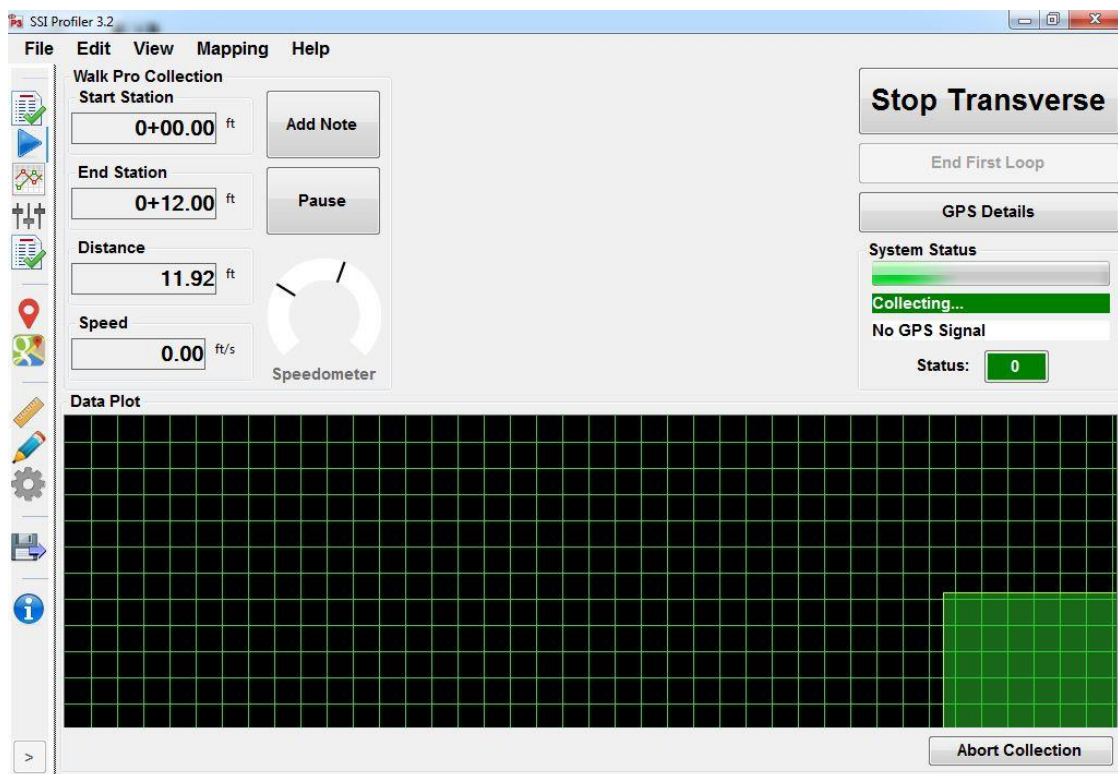 SSI Profiler 3.2
File Edit View Mapping Help
Walk Pro Collection
Start Station
0+00.00 ft
Add Note
End Station
0+12.00 ft
Pause
Distance
11.92 ft
Speed
0.00 ft/s
Speedometer
Stop Transverse
End First Loop
GPS Details
System Status
Collecting...
No GPS Signal
Status: 0
Data Plot
>
Abort Collection